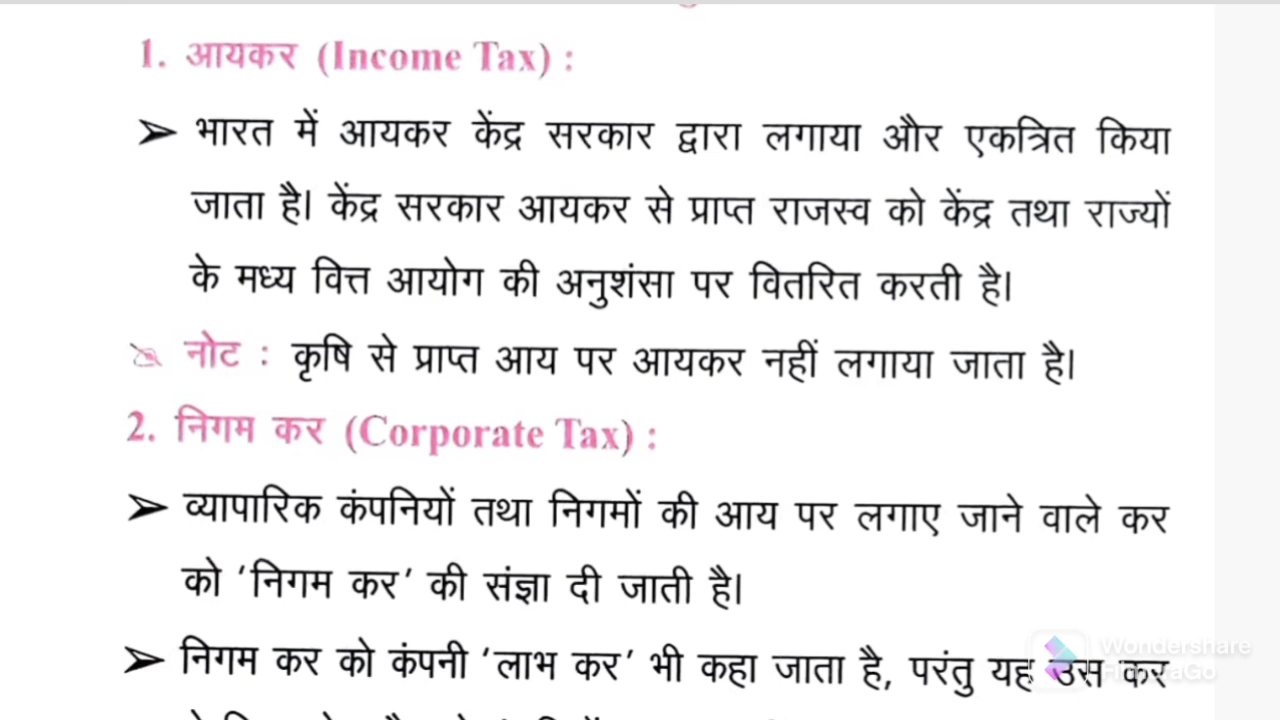 1. आयकर (Income Tax) :
➢ भारत में आयकर केंद्र सरकार द्वारा लगाया और एकत्रित किया
जाता है। केंद्र सरकार आयकर से प्राप्त राजस्व को केंद्र तथा राज्यों
के मध्य वित्त आयोग की अनुशंसा पर वितरित करती है।
नोट : कृषि से प्राप्त आय पर आयकर नहीं लगाया जाता है।
2. निगम कर (Corporate Tax) :
➢ व्यापारिक कंपनियों तथा निगमों की आय पर लगाए जाने वाले कर
को ‘निगम कर’ की संज्ञा दी जाती है।
➢ निगम कर को कंपनी ‘लाभ कर’ भी कहा जाता है, परंतु यह उस कर
Wondershare
FilmoraGo